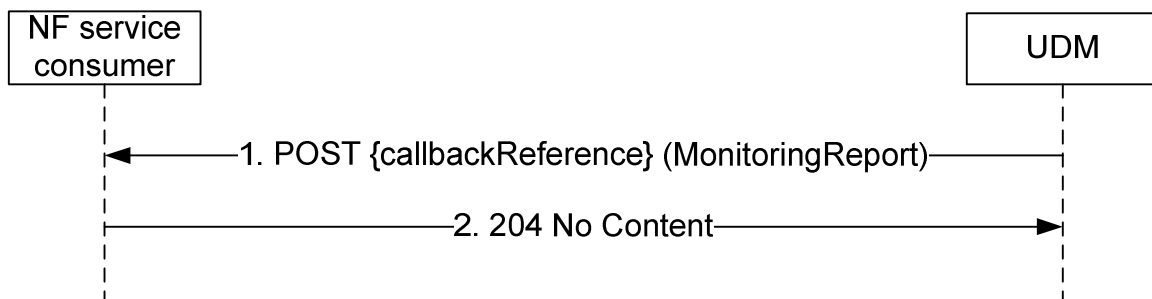 NF service
consumer
UDM
1. POST {callbackReference} (MonitoringReport)
2. 204 No Content